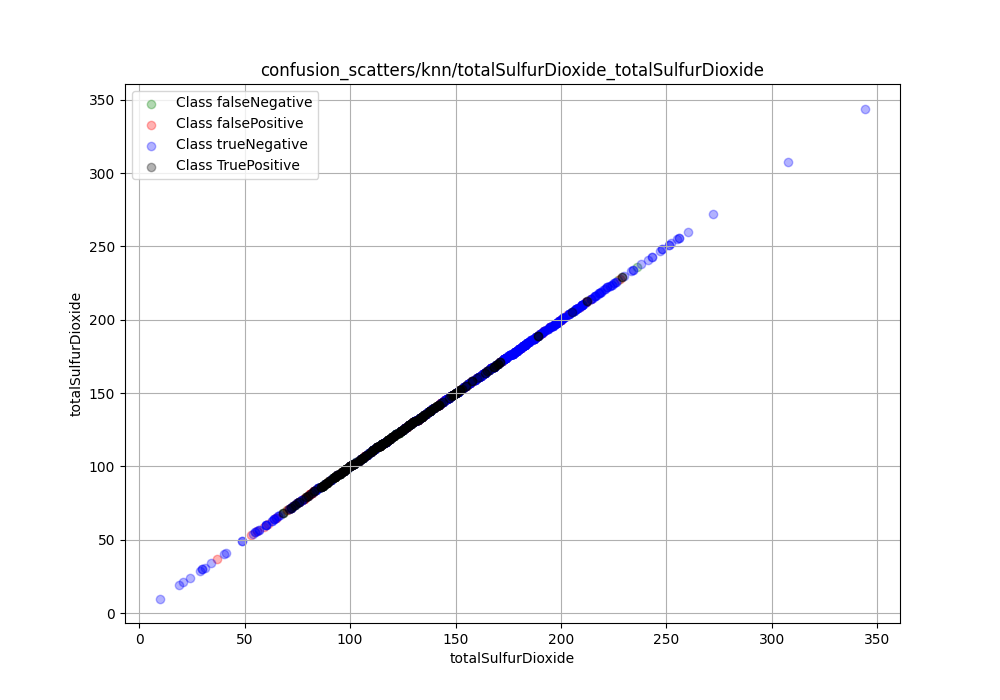 confusion_scatters/knn/totalSulfurDioxide_totalSulfurDioxide
Class falseNegative
Class falsePositive
Class trueNegative
Class TruePositive
350
300
250
200
150
100
50
0
totalSulfurDioxide
0 50 100 150 200 250 300 350
totalSulfurDioxide